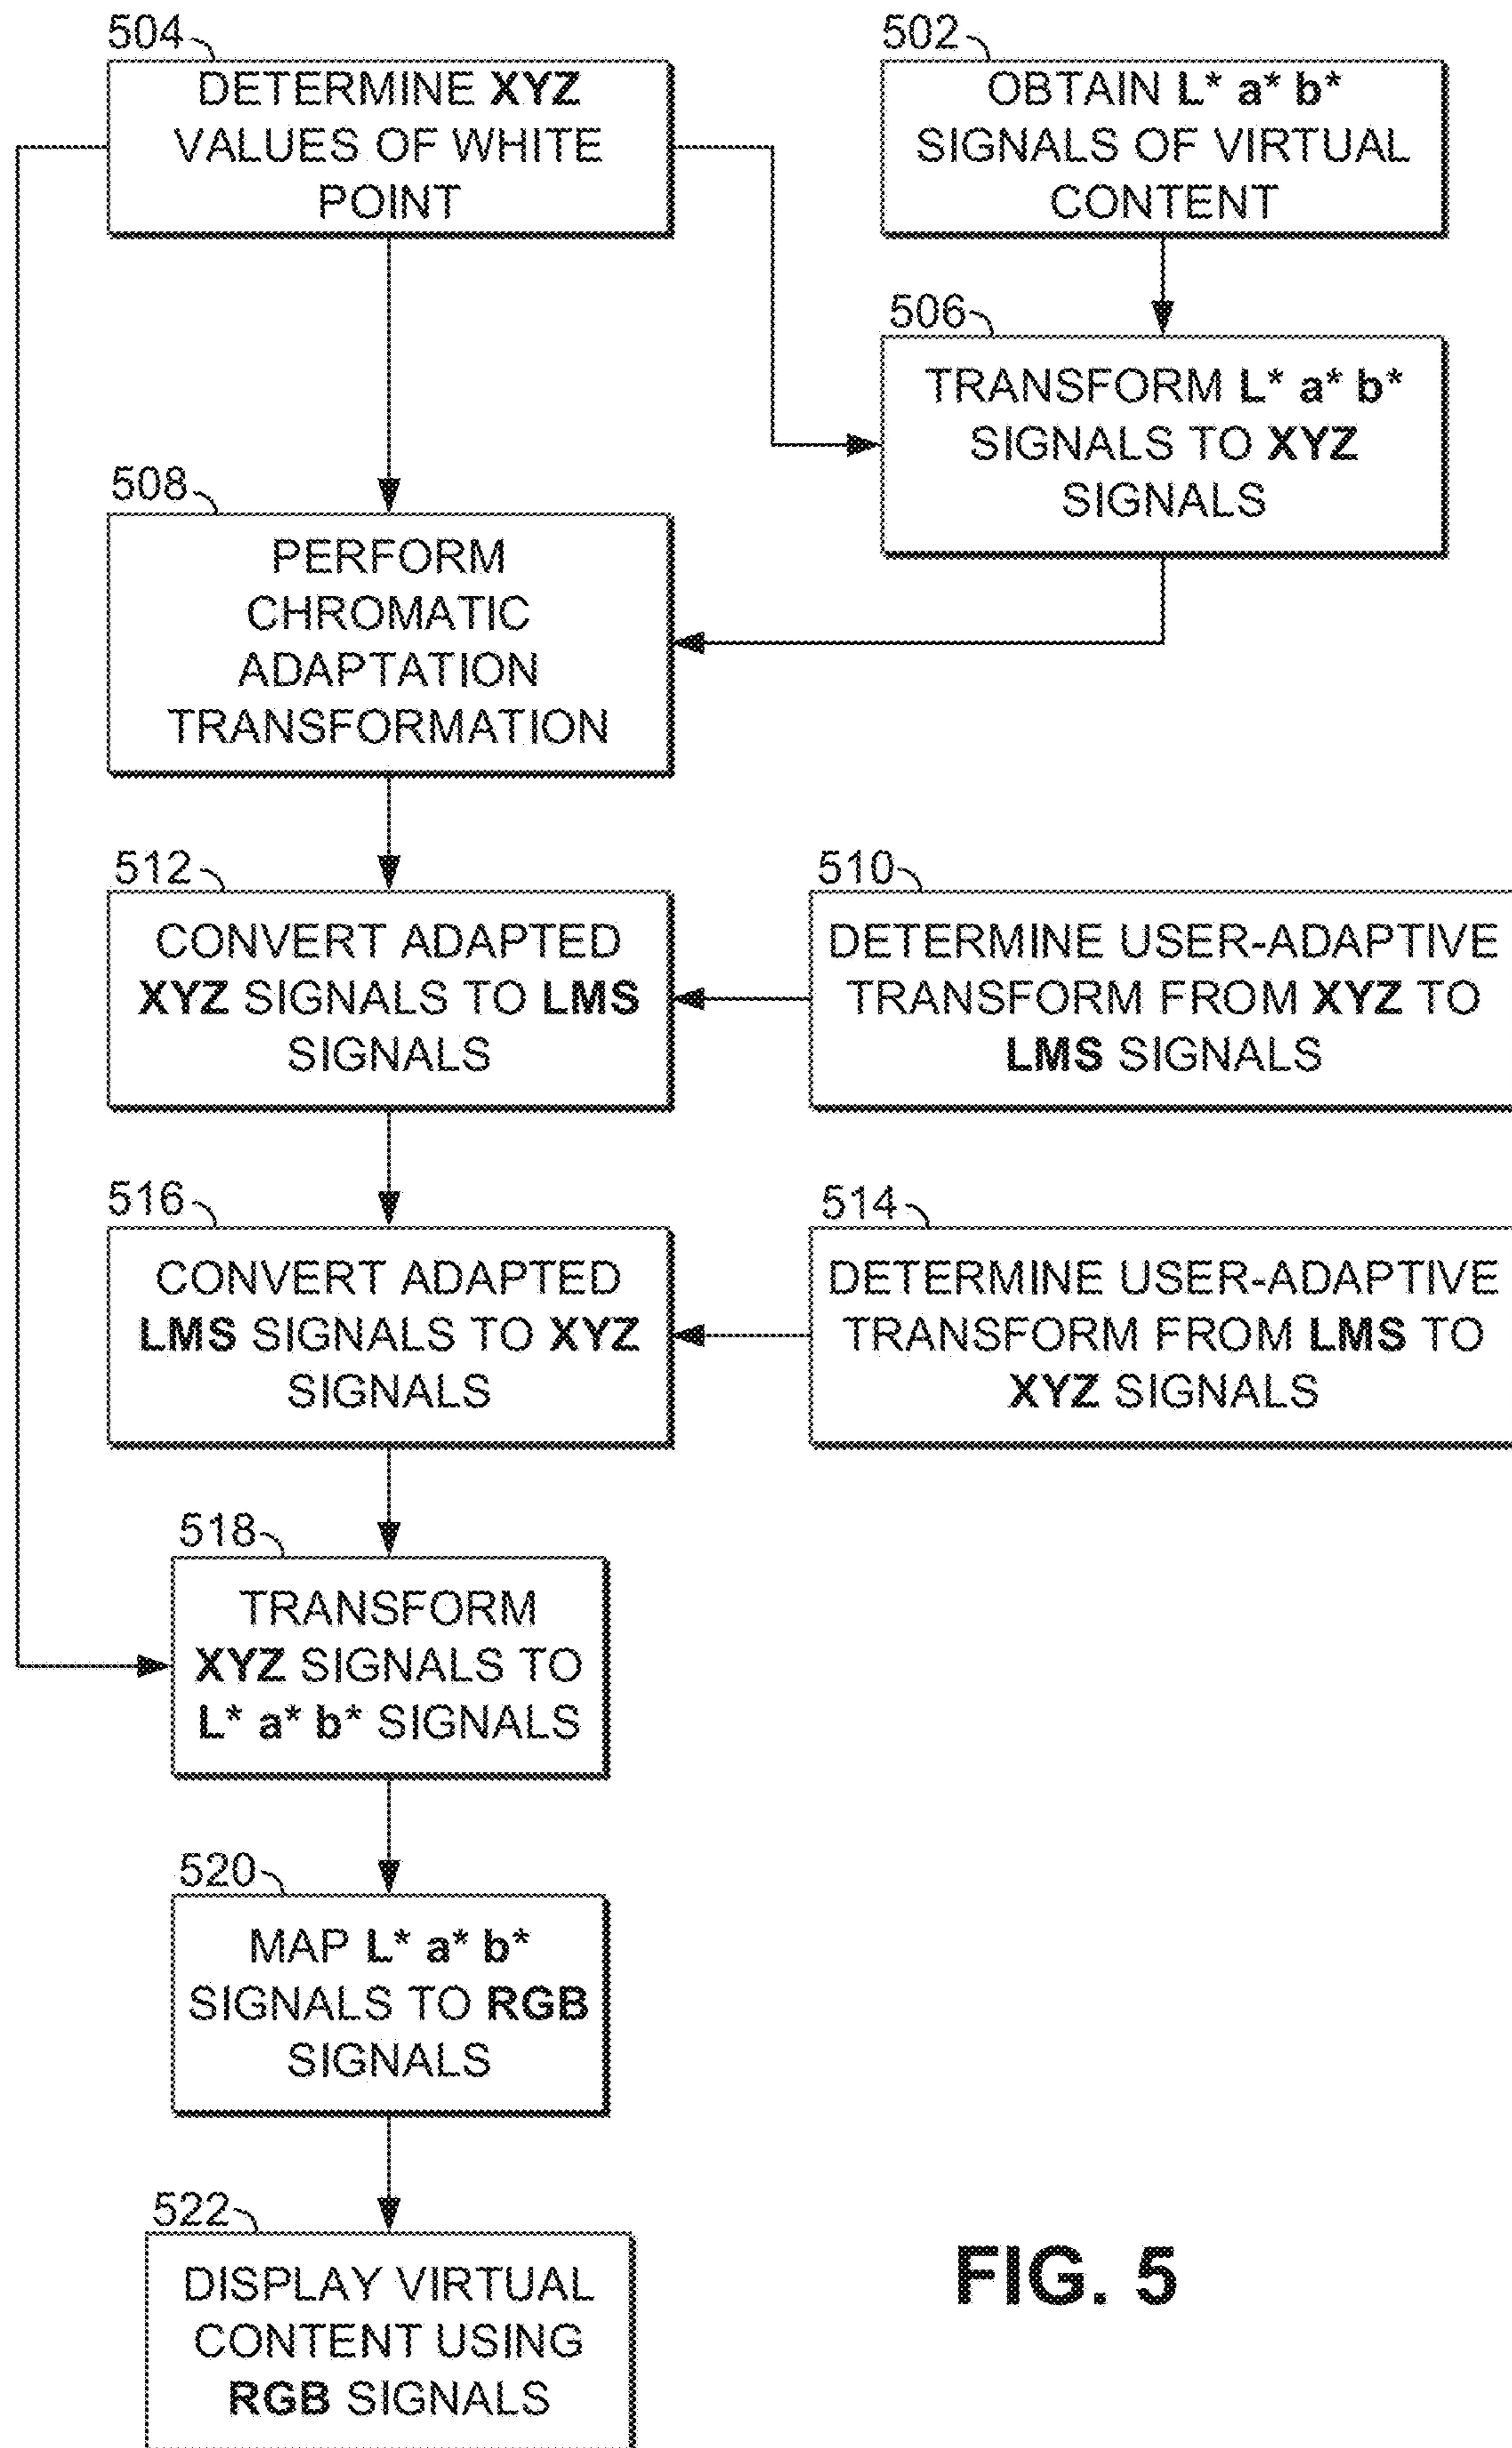 504
DETERMINE XYZ
VALUES OF WHITE
POINT
502
OBTAIN L* a* b*
SIGNALS OF VIRTUAL
CONTENT
506
TRANSFORM L* a* b*
SIGNALS TO XYZ
SIGNALS
508
PERFORM
CHROMATIC
ADAPTATION
TRANSFORMATION
512
CONVERT ADAPTED
XYZ SIGNALS TO LMS
SIGNALS
510
DETERMINE USER-ADAPTIVE
TRANSFORM FROM XYZ TO
LMS SIGNALS
516
CONVERT ADAPTED
LMS SIGNALS TO XYZ
SIGNALS
514
DETERMINE USER-ADAPTIVE
TRANSFORM FROM LMS TO
XYZ SIGNALS
518
TRANSFORM
XYZ SIGNALS TO
L* a* b* SIGNALS
520
MAP L* a* b*
SIGNALS TO RGB
SIGNALS
522
DISPLAY VIRTUAL
CONTENT USING
RGB SIGNALS
FIG. 5